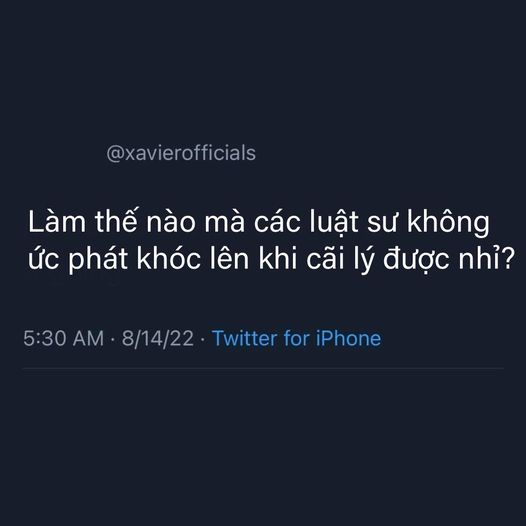 @xavierofficials
Làm thế nào mà các luật sư không
ức phát khóc lên khi cãi lý được nhỉ?
5:30 AM · 8/14/22 · Twitter for iPhone